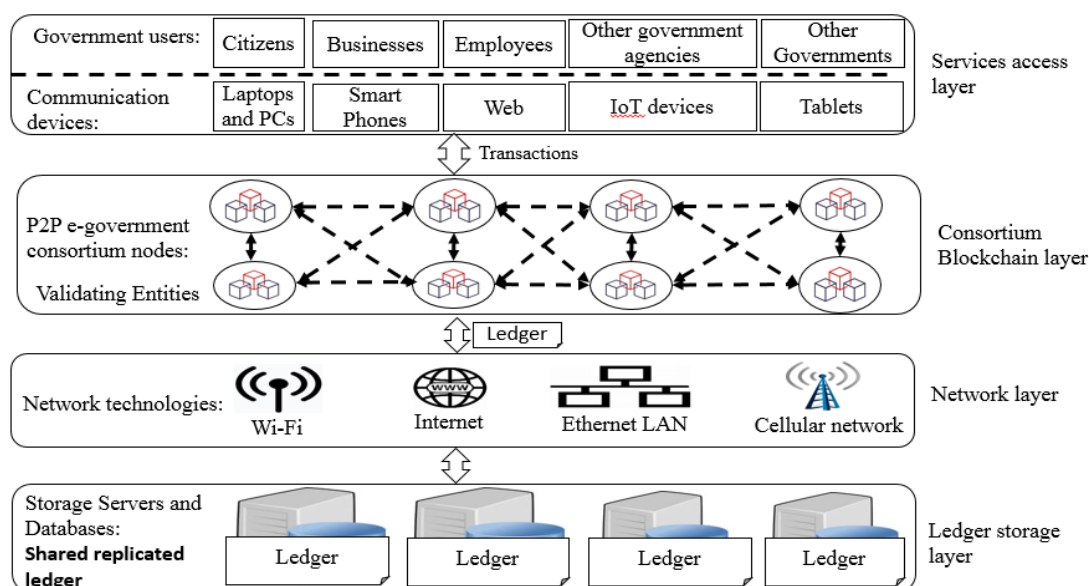 Government users:
Citizens
Businesses
Employees
Other government
agencies
Other
Governments
Services access
layer
Communication
devices:
Laptops
and PCs
Smart
Phones
Web
IoT devices
Tablets
Transactions
P2P e-government
consortium nodes:
Validating Entities
Consortium
Blockchain layer
Ledger
Network technologies:
Wi-Fi
WWW
Internet
Ethernet LAN
Cellular network
Network layer
Storage Servers and
Databases:
Shared replicated
ledger
Ledger
Ledger
Ledger
Ledger
Ledger storage
layer